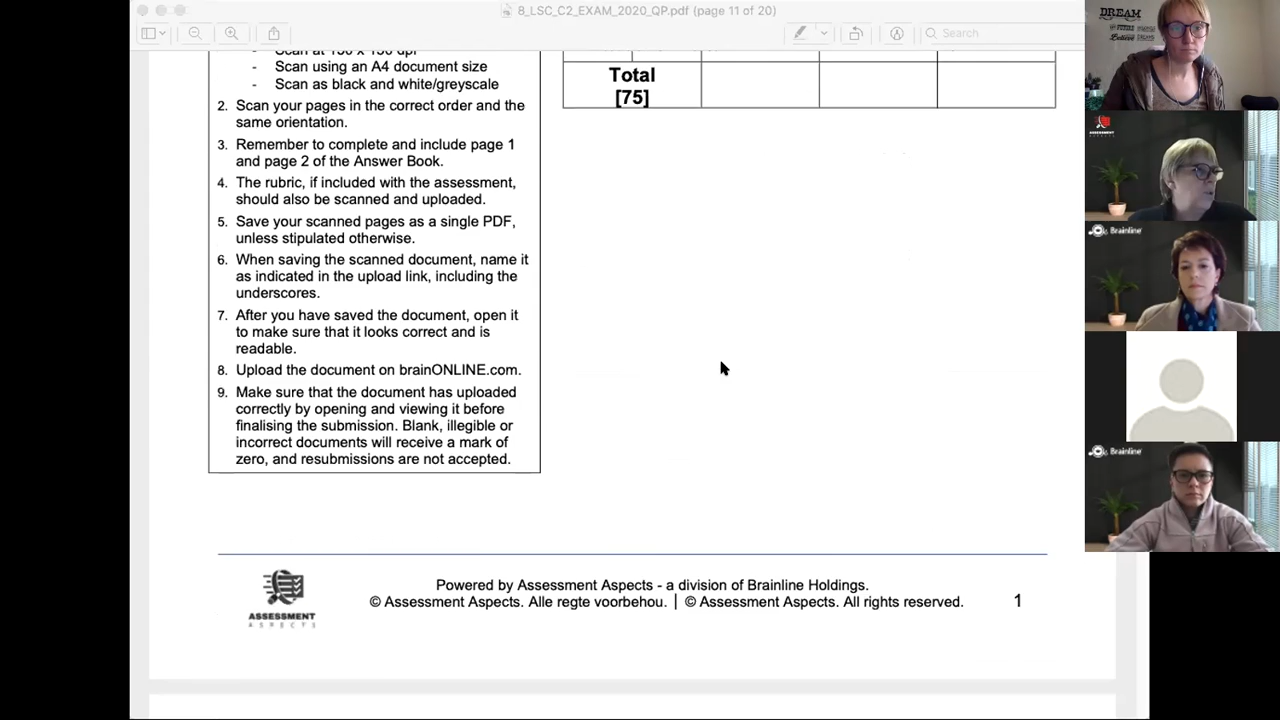 8_LSC_C2_EXAM_2020_QP.pdf (page 11 of 20)
Search
- Scan at 150 x 150 dpi
- Scan using an A4 document size
- Scan as black and white/greyscale
2. Scan your pages in the correct order and the
same orientation.
3. Remember to complete and include page 1
and page 2 of the Answer Book.
4. The rubric, if included with the assessment,
should also be scanned and uploaded.
5. Save your scanned pages as a single PDF,
unless stipulated otherwise.
6. When saving the scanned document, name it
as indicated in the upload link, including the
underscores.
7. After you have saved the document, open it
to make sure that it looks correct and is
readable.
8. Upload the document on brainONLINE.com.
9. Make sure that the document has uploaded
correctly by opening and viewing it before
finalising the submission. Blank, illegible or
incorrect documents will receive a mark of
zero, and resubmissions are not accepted.
Total
[75]
ASSESSMENT
ASPECTS
Powered by Assessment Aspects - a division of Brainline Holdings.
© Assessment Aspects. Alle regte voorbehou. | © Assessment Aspects. All rights reserved.
1
DREAM
Believe
ASSESSMENT
ASPECTS
Brainline
Brainline